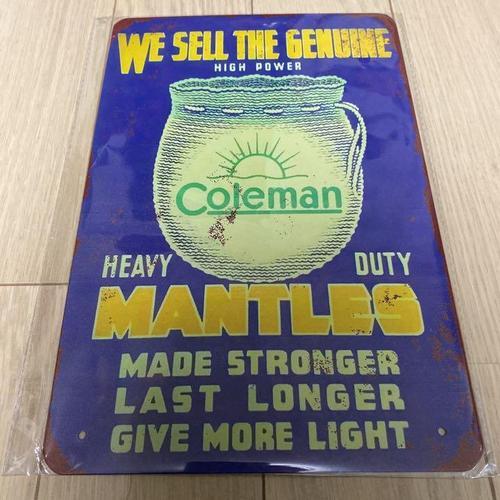 WE SELL THE GENUINE
HIGH POWER
Coleman
HEAVY DUTY
MANTLES
MADE STRONGER
LAST LONGER
GIVE MORE LIGHT